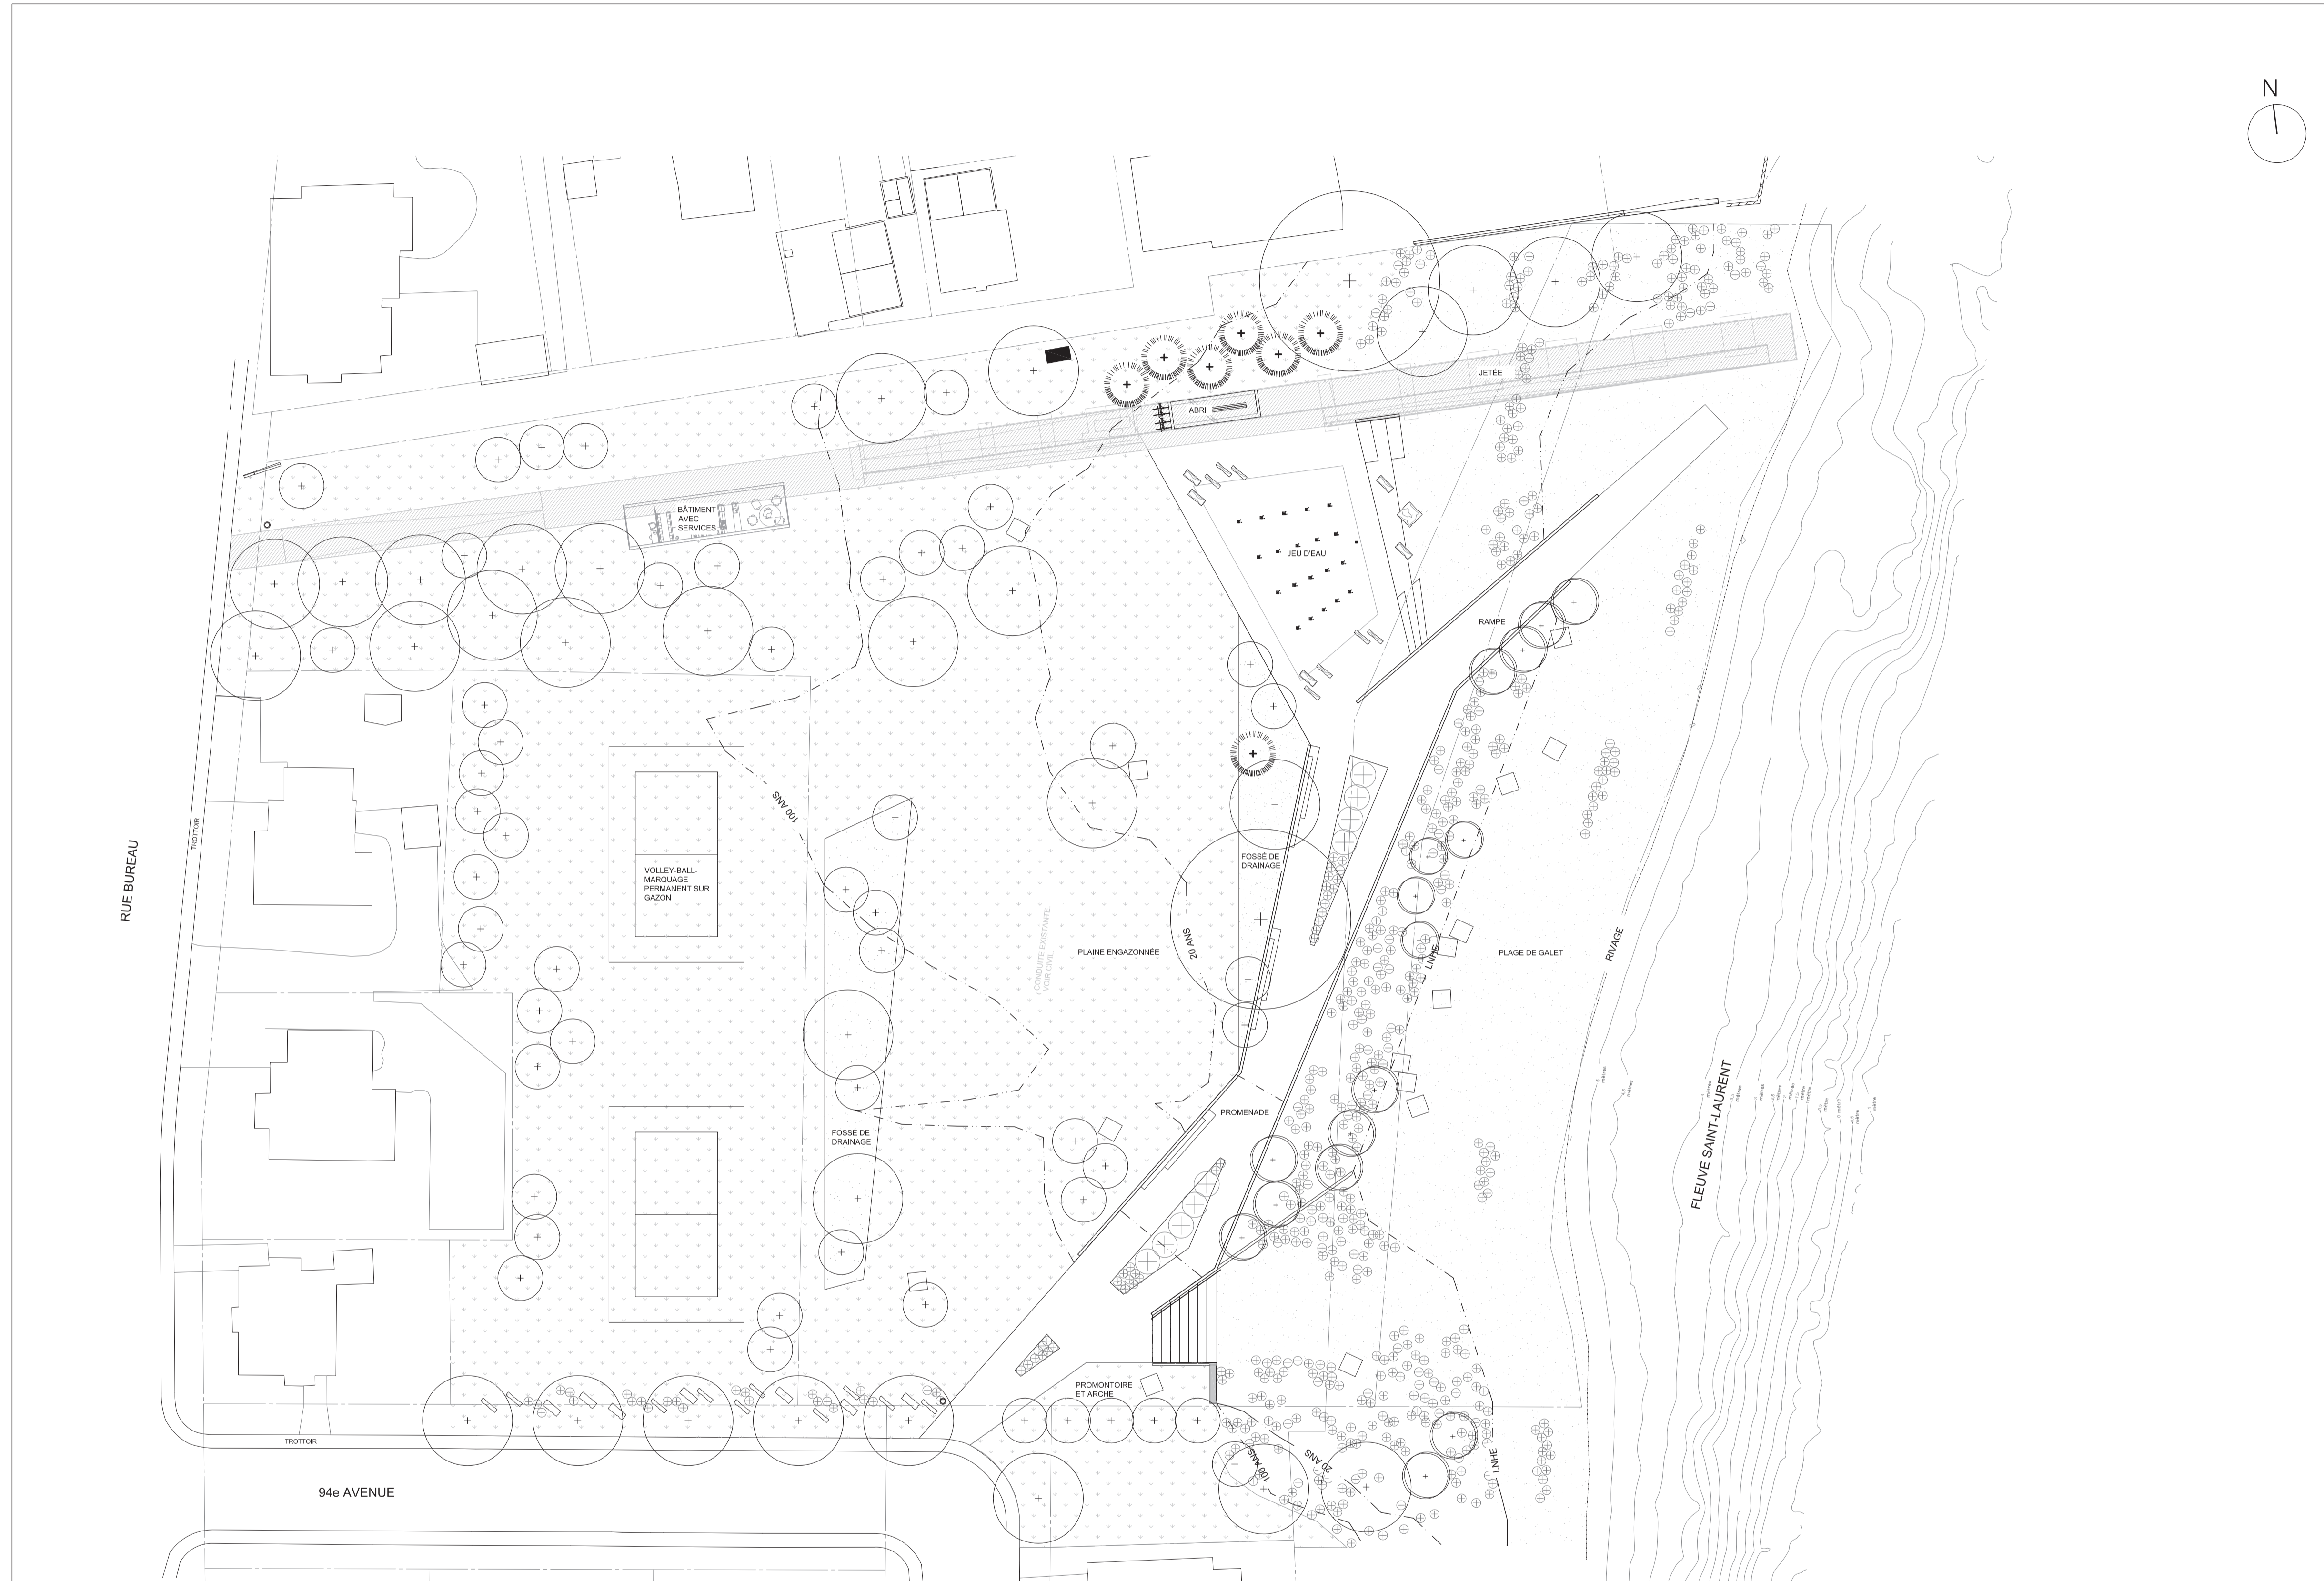 N
JETÉE
ABRI
BÂTIMENT
AVEC
SERVICES
JEU D'EAU
RAMPE
100 ANS
TROTTOIR
RUE BUREAU
VOLLEY-BALL-
MARQUAGE
PERMANENT SUR
GAZON
FOSSÉ DE
DRAINAGE
CONDUITE EXISTANTE
VOIR CIVIL
PLAINE ENGAZONNÉE
20 ANS
LNHE
PLAGE DE GALET
RIVAGE
FLEUVE SAINT-LAURENT
PROMENADE
FOSSÉ DE
DRAINAGE
PROMONTOIRE
ET ARCHE
TROTTOIR
100 ANS
20 ANS
LNHE
94e AVENUE